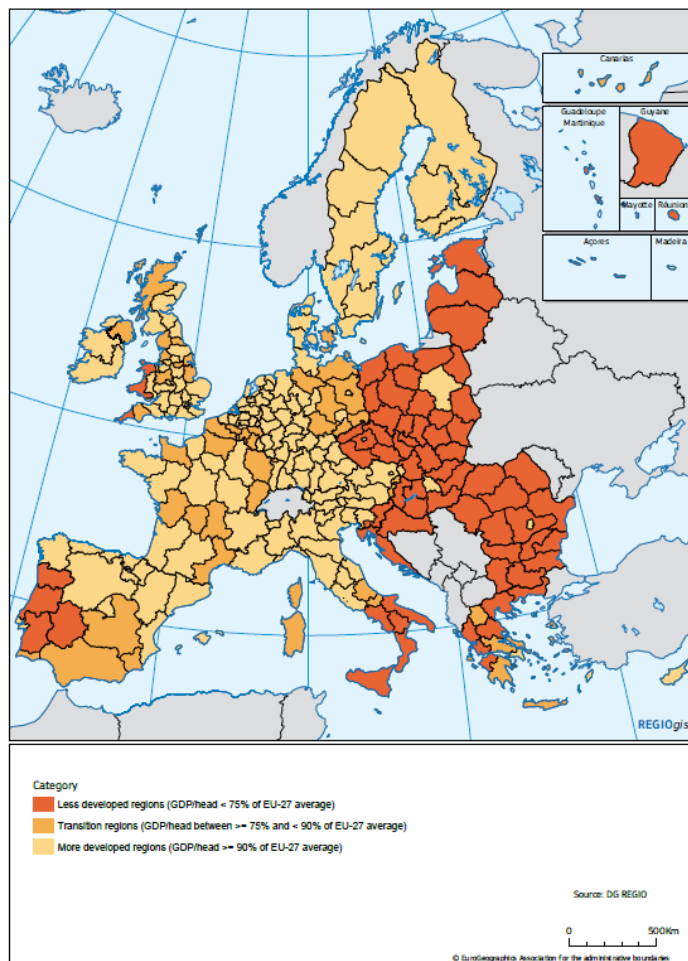 Canarias
Guadeloupe
Martinique
Guyane
Mayotte
Réunion
Açores
Madeira
REGIOgis
Category
Less developed regions (GDP/head < 75% of EU-27 average)
Transition regions (GDP/head between >= 75% and < 90% of EU-27 average)
More developed regions (GDP/head >= 90% of EU-27 average)
Source: DG REGIO
0 500Km
© EuroGeographics Association for the administrative boundaries